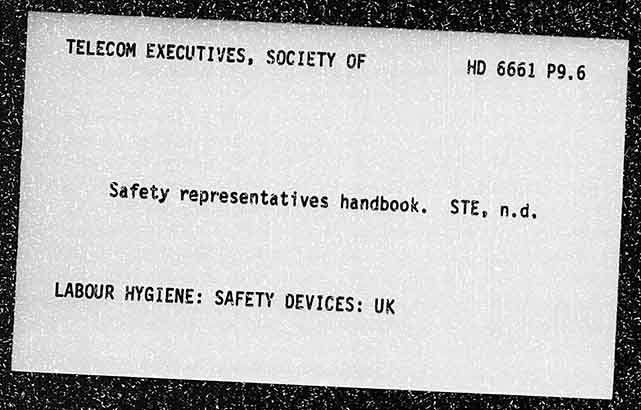 TELECOM EXECUTIVES, SOCIETY OF HD 6661 P9.6
Safety representatives handbook. STE, n.d.
LABOUR HYGIENE: SAFETY DEVICES: UK